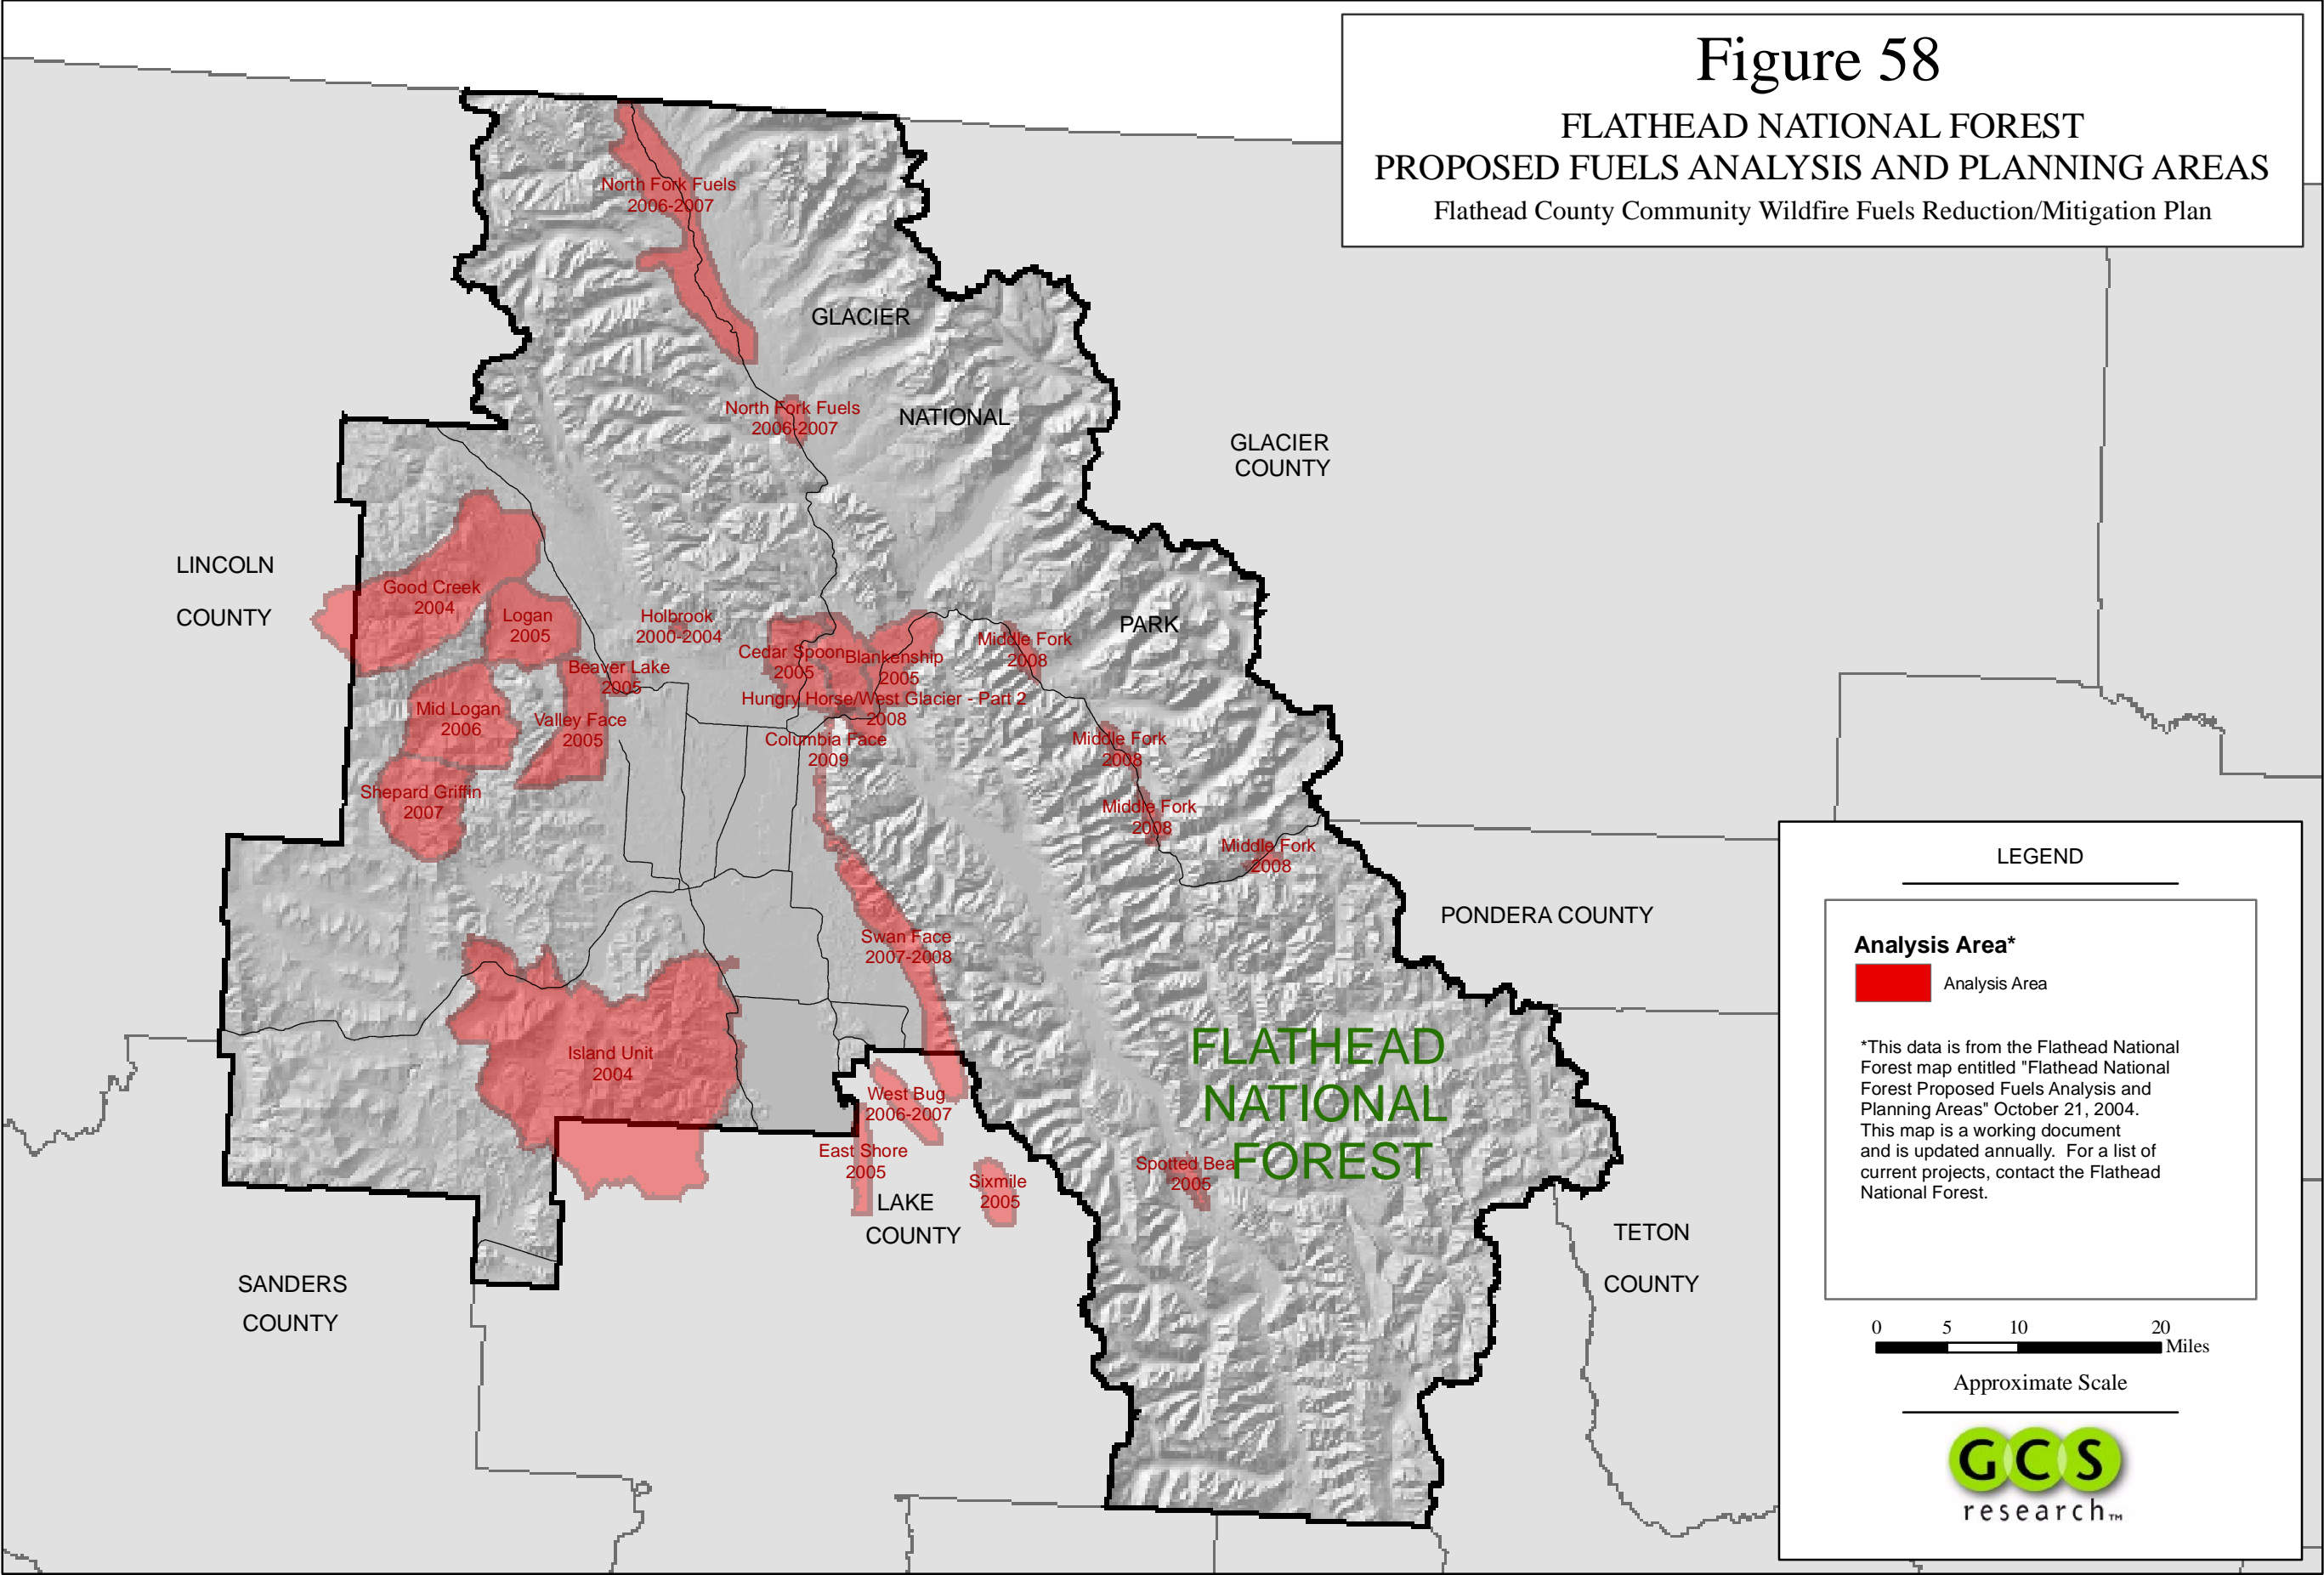 Figure 58
FLATHEAD NATIONAL FOREST
PROPOSED FUELS ANALYSIS AND PLANNING AREAS
Flathead County Community Wildfire Fuels Reduction/Mitigation Plan
North Fork Fuels
2006-2007
GLACIER
North Fork Fuels
2006-2007
NATIONAL
GLACIER
COUNTY
LINCOLN
COUNTY
Good Creek
2004
Logan
2005
Holbrook
2000-2004
PARK
Cedar Spoon
2005
Blankenship
2005
Middle Fork
2008
Beaver Lake
2005
Hungry Horse/West Glacier - Part 2
2008
Mid Logan
2006
Valley Face
2005
Columbia Face
2009
Middle Fork
2008
Shepard Griffin
2007
Middle Fork
2008
Middle Fork
2008
PONDERA COUNTY
Swan Face
2007-2008
Island Unit
2004
FLATHEAD
NATIONAL
FOREST
West Bug
2006-2007
East Shore
2005
Sixmile
2005
Spotted Bea
2005
LAKE
COUNTY
TETON
COUNTY
SANDERS
COUNTY
LEGEND
Analysis Area*
Analysis Area
*This data is from the Flathead National
Forest map entitled "Flathead National
Forest Proposed Fuels Analysis and
Planning Areas" October 21, 2004.
This map is a working document
and is updated annually. For a list of
current projects, contact the Flathead
National Forest.
0 5 10 20
Miles
Approximate Scale
GCS
research™